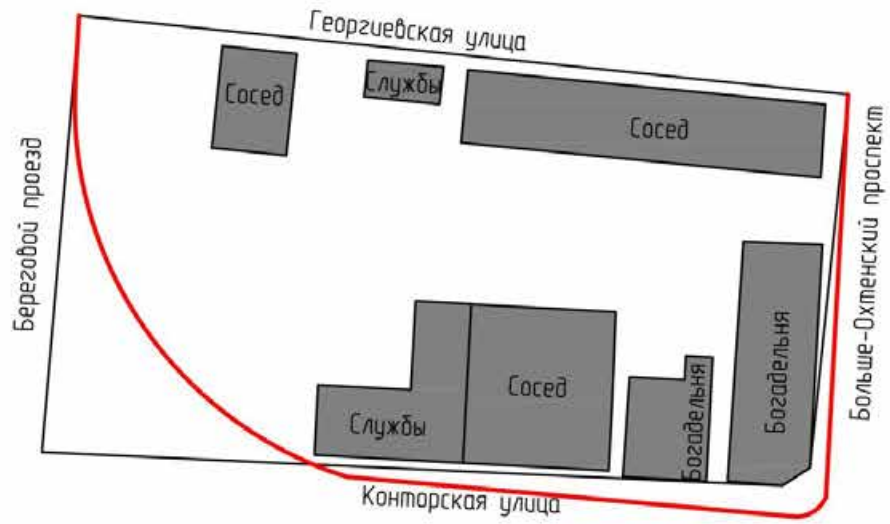 Георгиевская улица
Сосед
Службы
Сосед
Береговой проезд
Больше-Охтенский проспект
Службы
Сосед
Богадельня
Богадельня
Конторская улица